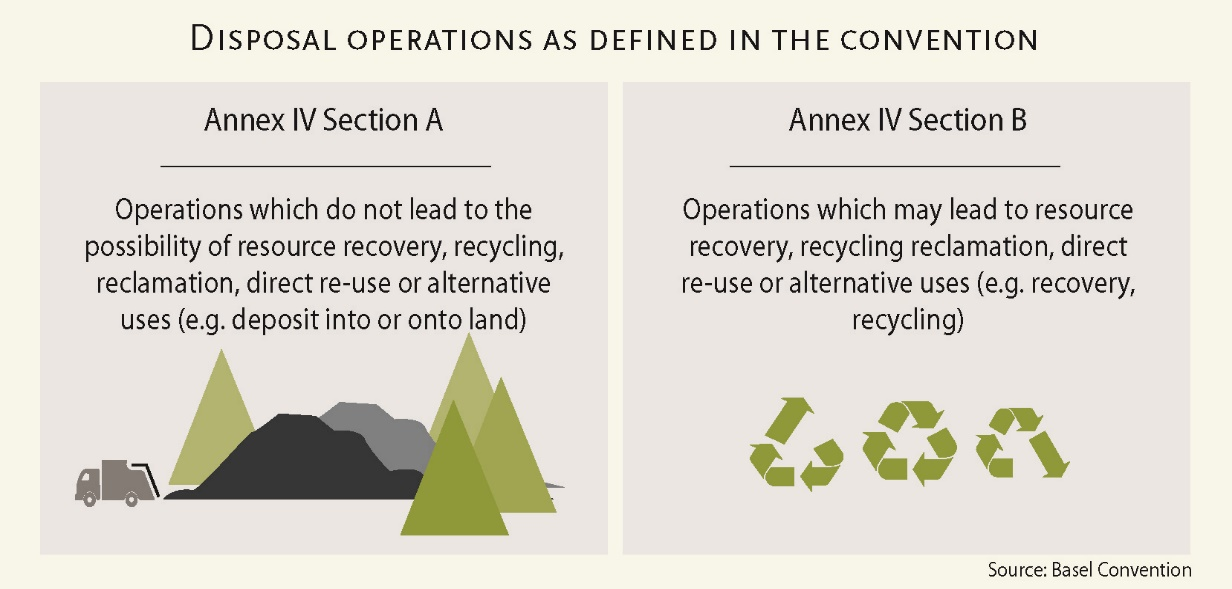 DISPOSAL OPERATIONS AS DEFINED IN THE CONVENTION
Annex IV Section A
Operations which do not lead to the
possibility of resource recovery, recycling,
reclamation, direct re-use or alternative
uses (e.g. deposit into or onto land)
Annex IV Section B
Operations which may lead to resource
recovery, recycling reclamation, direct
re-use or alternative uses (e.g. recovery,
recycling)
Source: Basel Convention